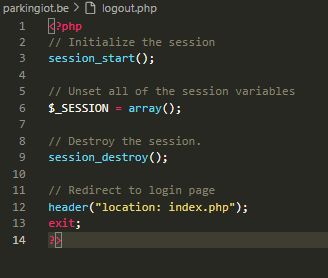 parkingiot.be > logout.php
1 <?php
2 // Initialize the session
3 session_start();
4
5 // Unset all of the session variables
6 $_SESSION = array();
7
8 // Destroy the session.
9 session_destroy();
10
11 // Redirect to login page
12 header("location: index.php");
13 exit;
14 ?>